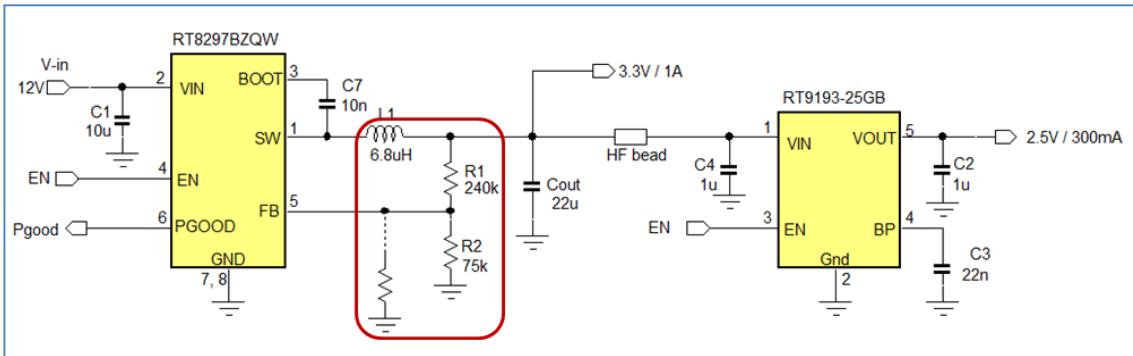 RT8297BZQW
V-in
12V
C1
10u
2
VIN
BOOT
3
C7
10n
SW
1
L1
6.8uH
EN
4
EN
FB
5
Pgood
6
PGOOD
GND
7, 8
R1
240k
R2
75k
Cout
22u
3.3V / 1A
HF bead
RT9193-25GB
C4
1u
1
VIN
VOUT
5
2.5V / 300mA
C2
1u
EN
3
EN
BP
4
C3
22n
Gnd
2